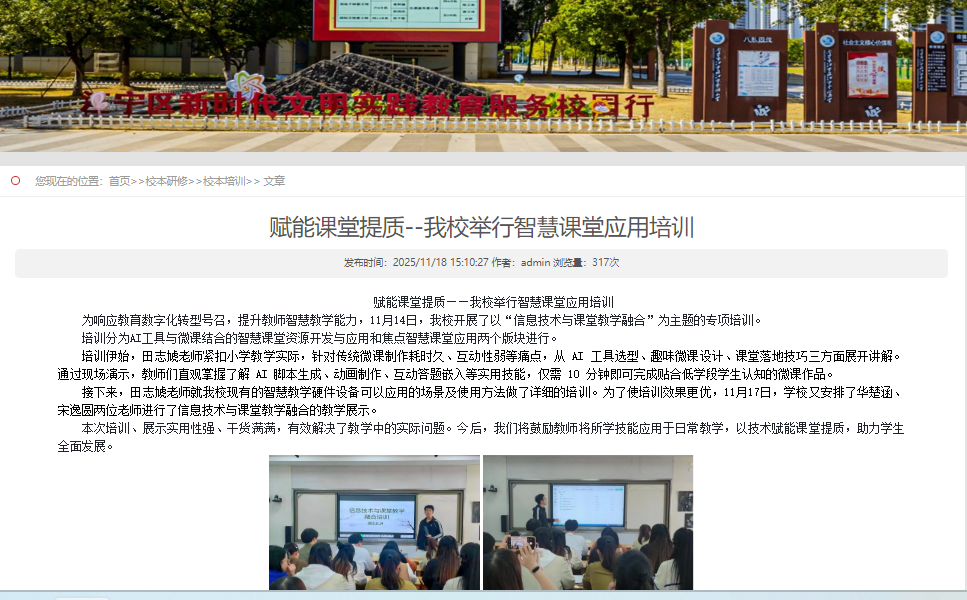 宁区新时代文明实践教育服务校园行
社会主义核心价值观
您现在的位置：首页>>校本研修>>校本培训>> 文章
赋能课堂提质--我校举行智慧课堂应用培训
发布时间：2025/11/18 15:10:27 作者：admin 浏览量：317次
赋能课堂提质——我校举行智慧课堂应用培训
为响应教育数字化转型号召，提升教师智慧教学能力，11月14日，我校开展了以“信息技术与课堂教学融合”为主题的专项培训。
培训分为AI工具与微课结合的智慧课堂资源开发与应用和焦点智慧课堂应用两个版块进行。
培训伊始，田志虓老师紧扣小学教学实际，针对传统微课制作耗时久、互动性弱等痛点，从 AI 工具选型、趣味微课设计、课堂落地技巧三方面展开讲解。
通过现场演示，教师们直观掌握了解 AI 脚本生成、动画制作、互动答题嵌入等实用技能，仅需 10 分钟即可完成贴合低学段学生认知的微课作品。
接下来，田志虓老师就我校现有的智慧教学硬件设备可以应用的场景及使用方法做了详细的培训。为了使培训效果更优，11月17日，学校又安排了华楚涵、
宋逸圆两位老师进行了信息技术与课堂教学融合的教学展示。
本次培训、展示实用性强、干货满满，有效解决了教学中的实际问题。今后，我们将鼓励教师将所学技能应用于日常教学，以技术赋能课堂提质，助力学生
全面发展。
信息技术与课堂教学
融合培训